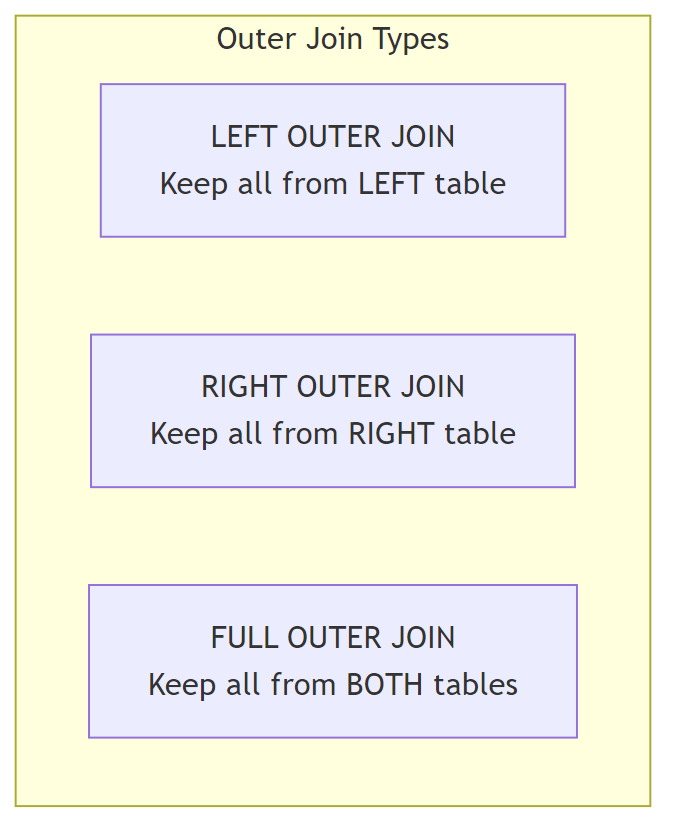 Outer Join Types
LEFT OUTER JOIN
Keep all from LEFT table
RIGHT OUTER JOIN
Keep all from RIGHT table
FULL OUTER JOIN
Keep all from BOTH tables